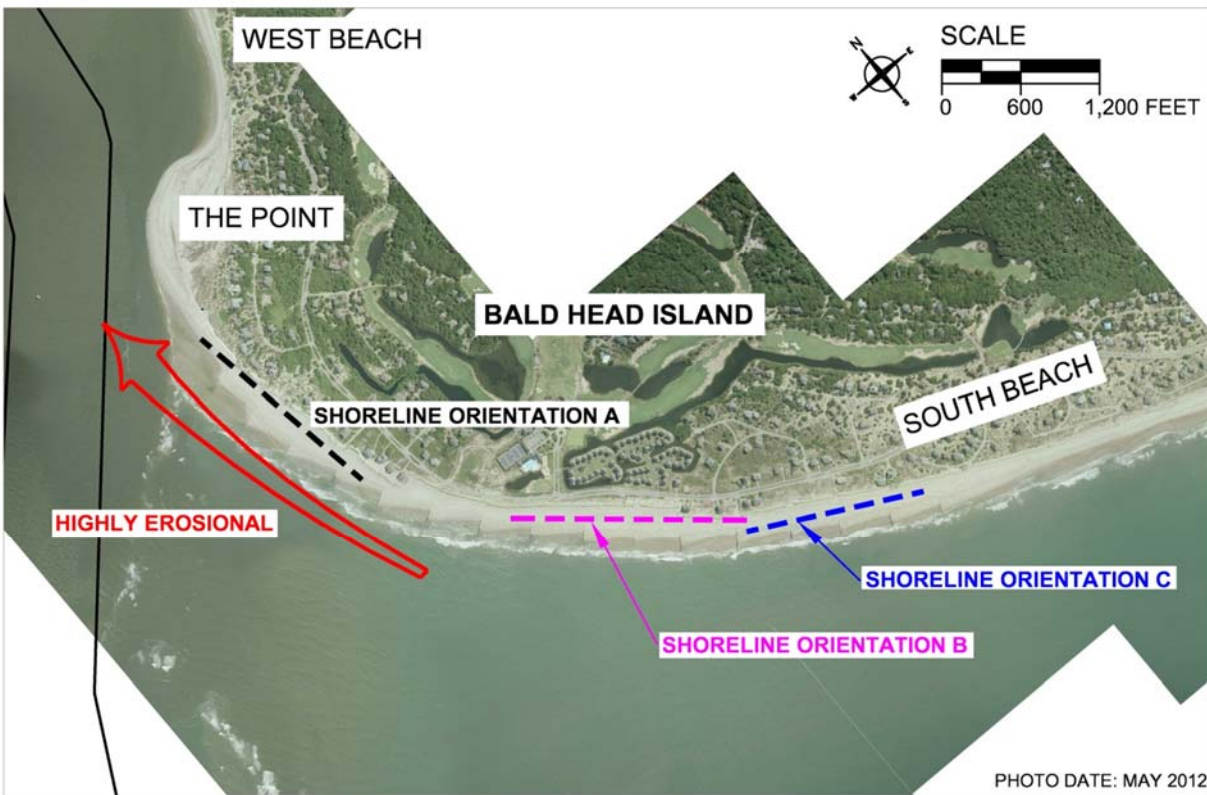 WEST BEACH
SCALE
N
E
W
S
0 600 1,200 FEET
THE POINT
BALD HEAD ISLAND
SHORELINE ORIENTATION A
SOUTH BEACH
HIGHLY EROSIONAL
SHORELINE ORIENTATION C
SHORELINE ORIENTATION B
PHOTO DATE: MAY 2012